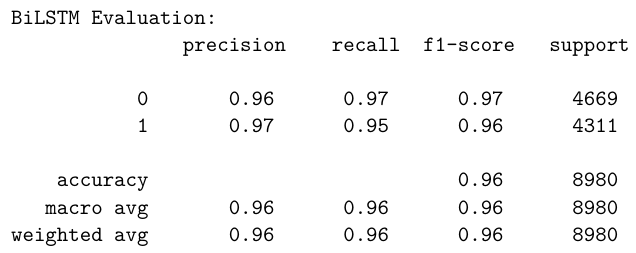 BiLSTM Evaluation:
precision recall f1-score support
0 0.96 0.97 0.97 4669
1 0.97 0.95 0.96 4311
accuracy 0.96 8980
macro avg 0.96 0.96 0.96 8980
weighted avg 0.96 0.96 0.96 8980